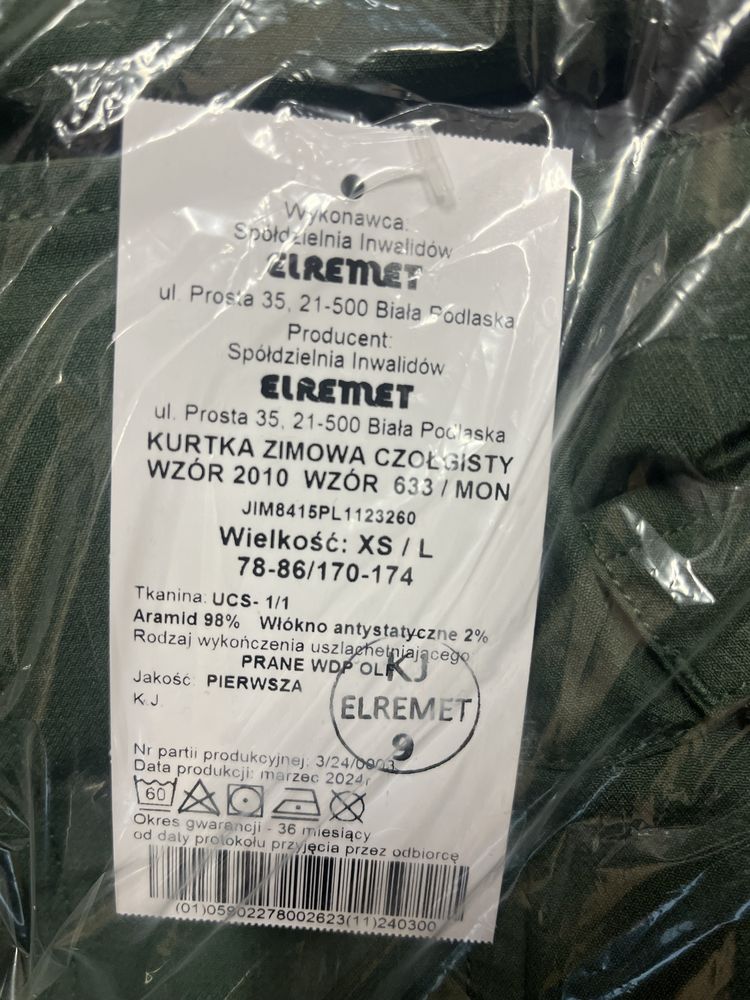 Wykonawca:
Spółdzielnia Inwalidów
ELREMET
ul. Prosta 35, 21-500 Biała Podlaska
Producent:
Spółdzielnia Inwalidów
ELREMET
ul. Prosta 35, 21-500 Biała Podlaska
KURTKA ZIMOWA CZOŁGISTY
WZÓR 2010 WZÓR 633 / MON
JIM8415PL1123260
Wielkość: XS / L
78-86/170-174
Tkanina: UCS- 1/1
Aramid 98% Włókno antystatyczne 2%
Rodzaj wykończenia uszlachetniającego
PRANE WDP OLF
Jakość: PIERWSZA
K.J.
KJ
ELREMET
9
Nr partii produkcyjnej: 3/24/0003
Data produkcji: marzec 2024r
60
Okres gwarancji - 36 miesiący
od daty protokołu przyjęcia przez odbiorcę
(01)05902278002623(11)240300